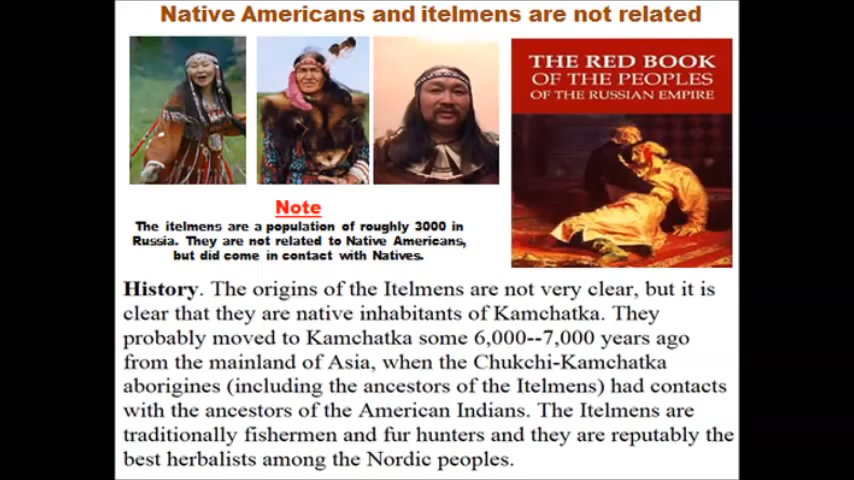 Native Americans and itelmens are not related
THE RED BOOK
OF THE PEOPLES
OF THE RUSSIAN EMPIRE
Note
The itelmens are a population of roughly 3000 in
Russia. They are not related to Native Americans,
but did come in contact with Natives.
History. The origins of the Itelmens are not very clear, but it is
clear that they are native inhabitants of Kamchatka. They
probably moved to Kamchatka some 6,000--7,000 years ago
from the mainland of Asia, when the Chukchi-Kamchatka
aborigines (including the ancestors of the Itelmens) had contacts
with the ancestors of the American Indians. The Itelmens are
traditionally fishermen and fur hunters and they are reputably the
best herbalists among the Nordic peoples.